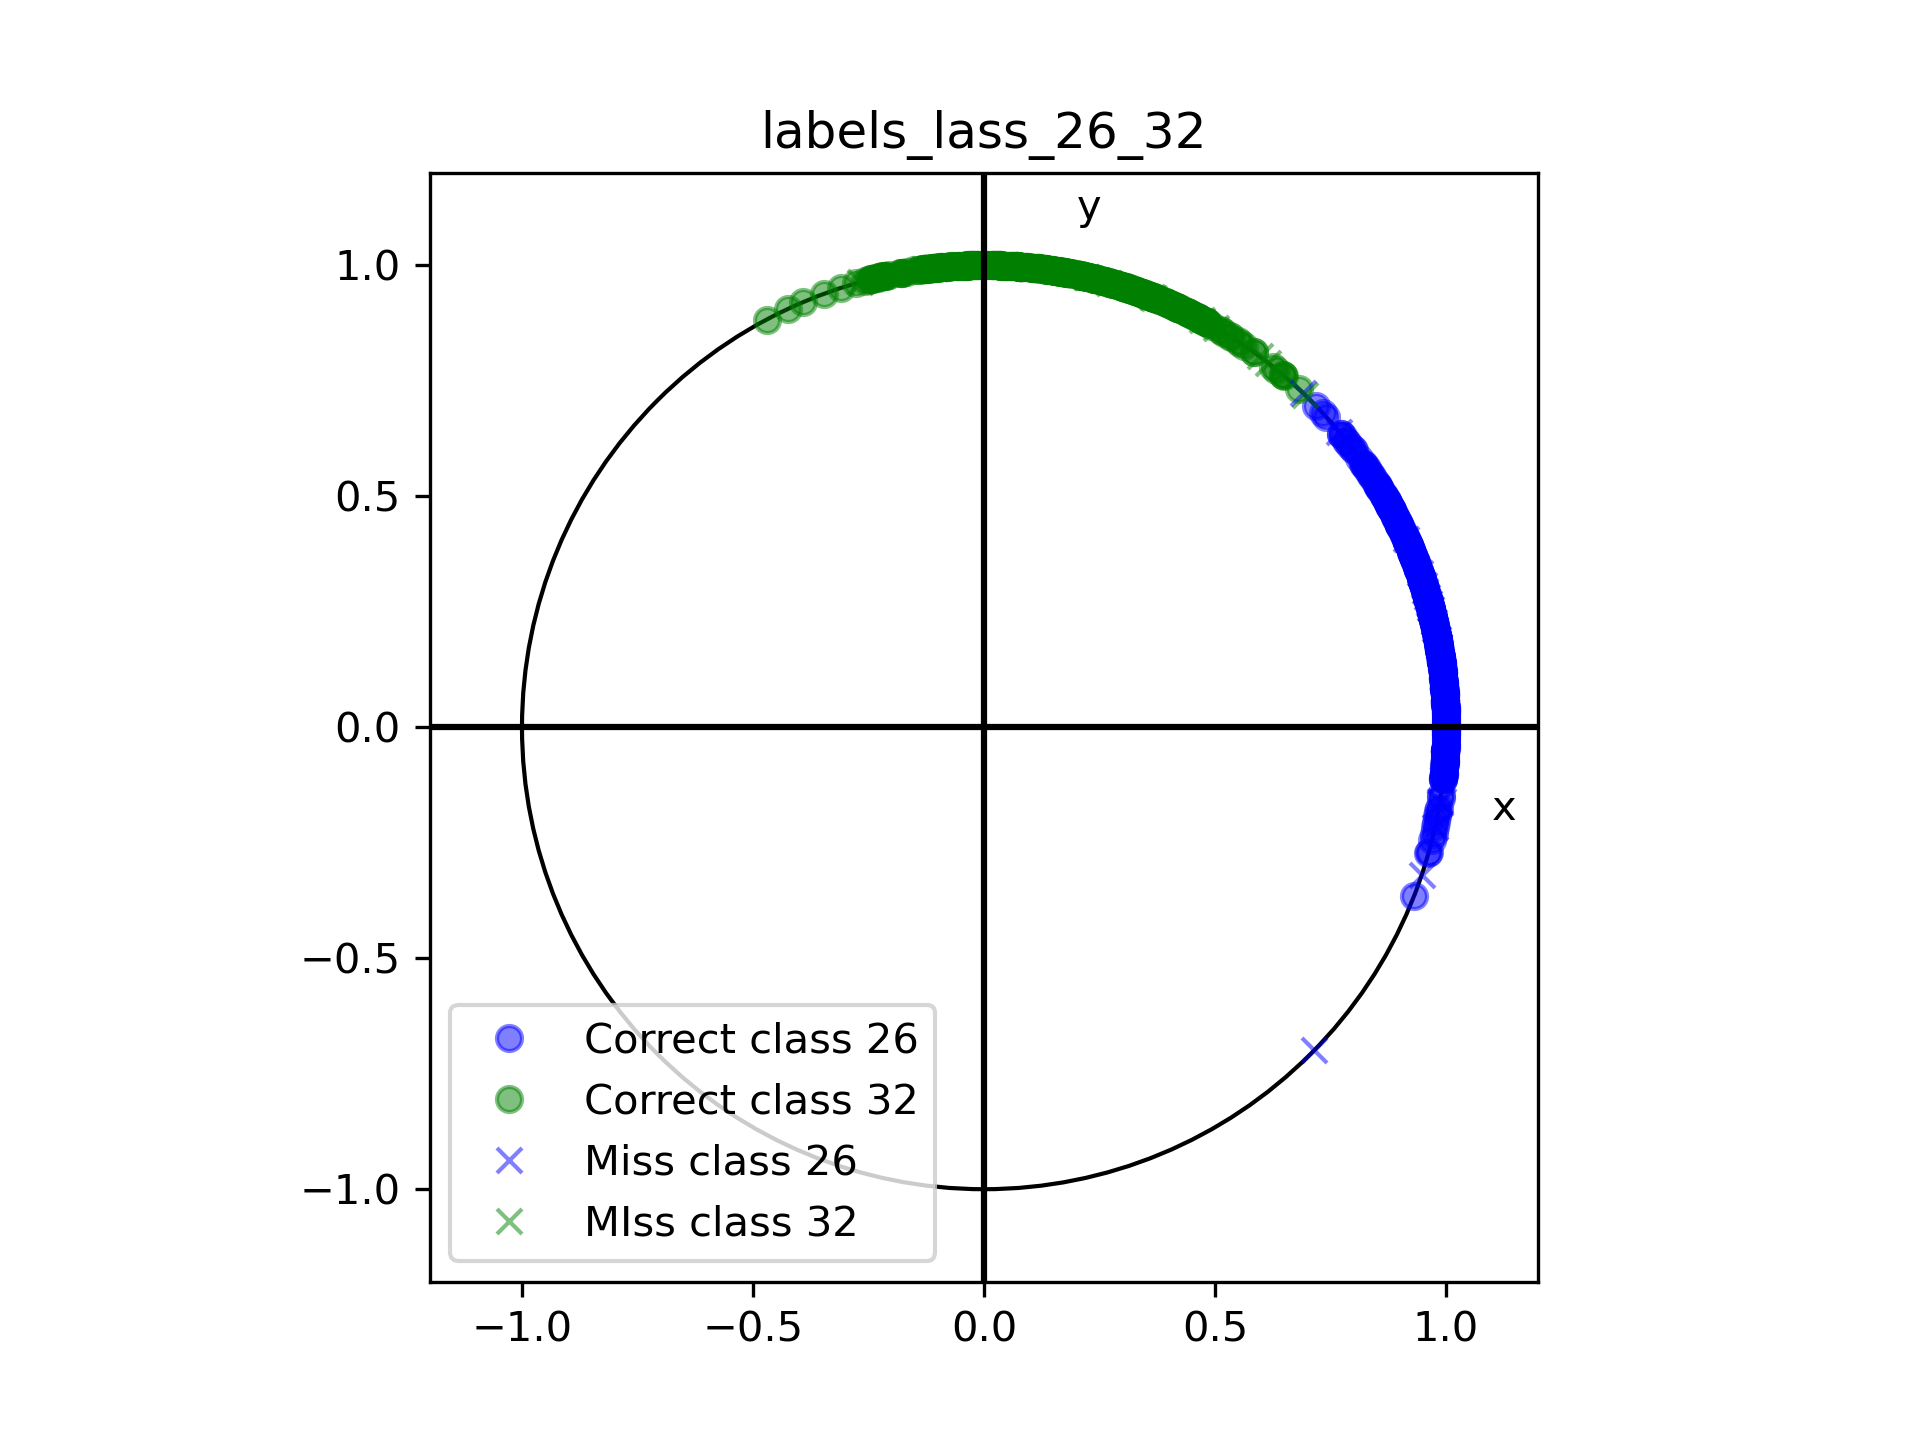 labels_lass_26_32
y
1.0
0.5
0.0
x
−0.5
−1.0
Correct class 26
Correct class 32
Miss class 26
MIss class 32
−1.0 −0.5 0.0 0.5 1.0